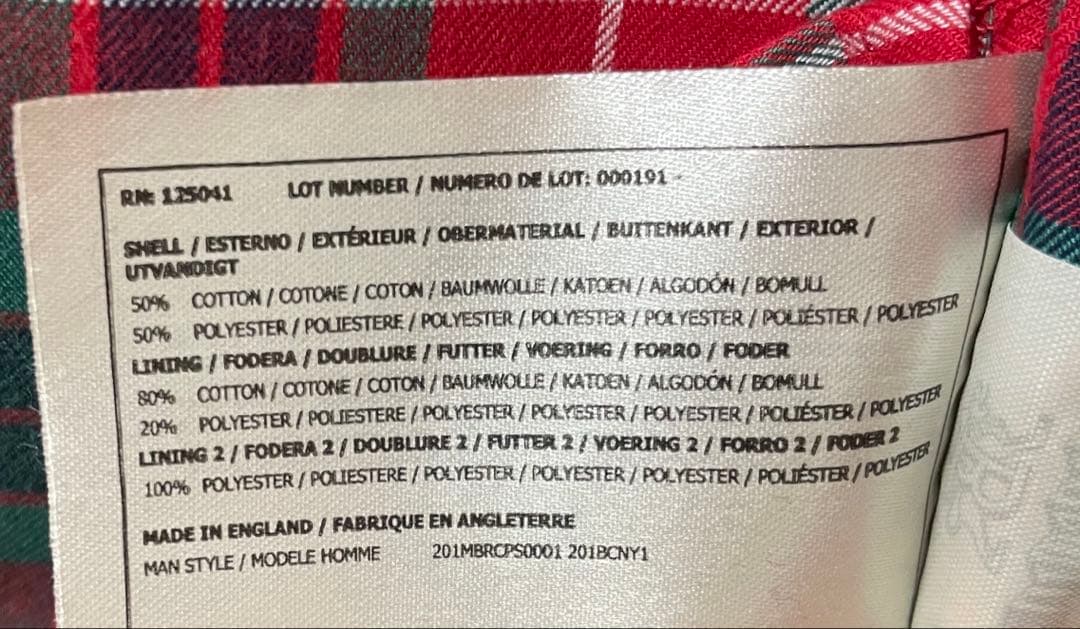 RN: 125041 LOT NUMBER / NUMERO DE LOT: 000191 -
SHELL / ESTERNO / EXTÉRIEUR / OBERMATERIAL / BUITENKANT / EXTERIOR /
UTVANDIGT
50% COTTON / COTONE / COTON / BAUMWOLLE / KATOEN / ALGODÓN / BOMULL
50% POLYESTER / POLIESTERE / POLYESTER / POLYESTER / POLYESTER / POLIÉSTER / POLYESTER
LINING / FODERA / DOUBLURE / FUTTER / VOERING / FORRO / FODER
80% COTTON / COTONE / COTON / BAUMWOLLE / KATOEN / ALGODÓN / BOMULL
20% POLYESTER / POLIESTERE / POLYESTER / POLYESTER / POLYESTER / POLIÉSTER / POLYESTER
LINING 2 / FODERA 2 / DOUBLURE 2 / FUTTER 2 / VOERING 2 / FORRO 2 / FODER 2
100% POLYESTER / POLIESTERE / POLYESTER / POLYESTER / POLYESTER / POLIÉSTER / POLYESTER
MADE IN ENGLAND / FABRIQUE EN ANGLETERRE
MAN STYLE / MODELE HOMME 201MBRCPS0001 201BCNY1